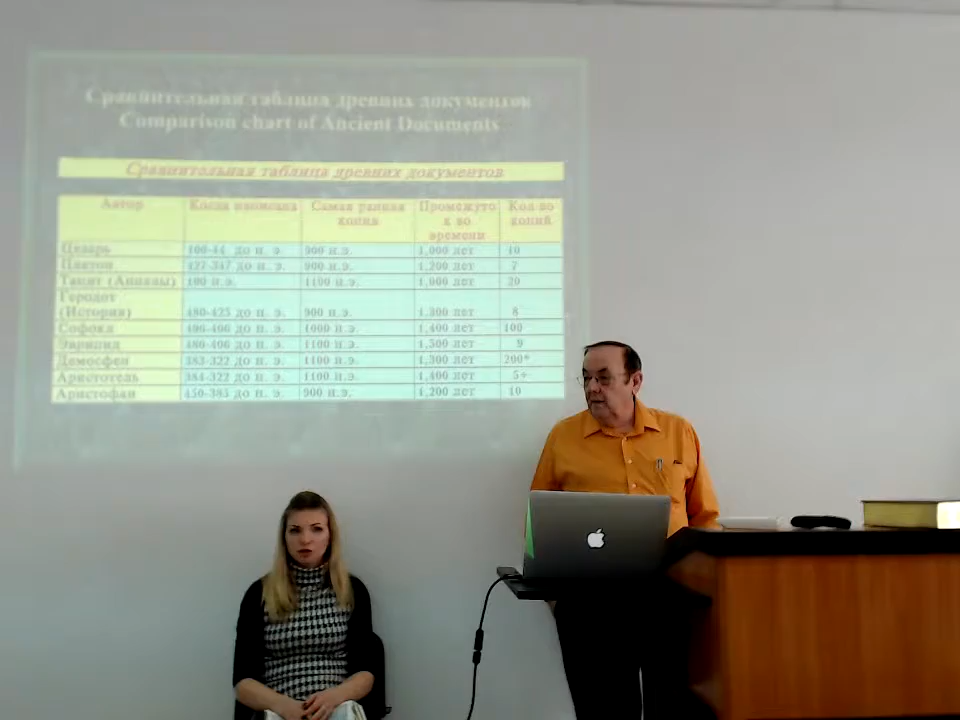 Сравнительная таблица древних документов
Comparison chart of Ancient Documents
Сравнительная таблица древних документов
Автор Когда написана Самая ранняя копия Промежуток во времени Кол во копий
Цезарь 100-44 до н. э. 900 н.э. 1,000 лет 10
Платон 427-347 до н. э. 900 н.э. 1,200 лет 7
Тацит (Анналы) 100 н.э. 1100 н.э. 1,000 лет 20
Геродот (История) 480-425 до н. э. 900 н.э. 1,300 лет 8
Софокл 496-406 до н. э. 1000 н.э. 1,400 лет 100
Эврипид 480-406 до н. э. 1100 н.э. 1,500 лет 9
Демосфен 383-322 до н. э. 1100 н.э. 1,300 лет 200*
Аристотель 384-322 до н. э. 1100 н.э. 1,400 лет 5+
Аристофан 450-385 до н. э. 900 н.э. 1,200 лет 10